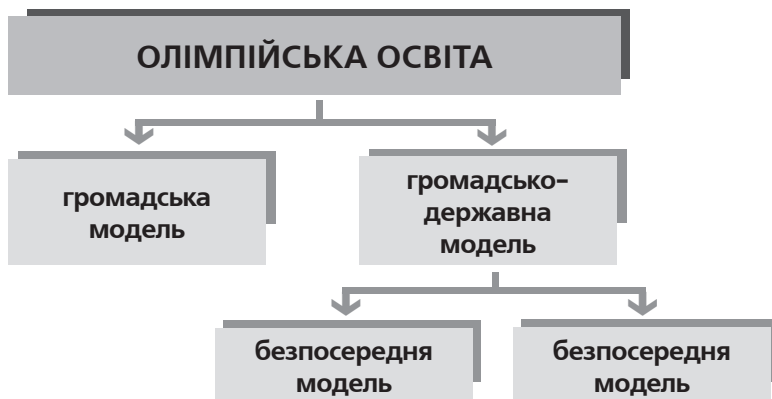 ОЛІМПІЙСЬКА ОСВІТА
громадська
модель
громадсько-
державна
модель
безпосередня
модель
безпосередня
модель